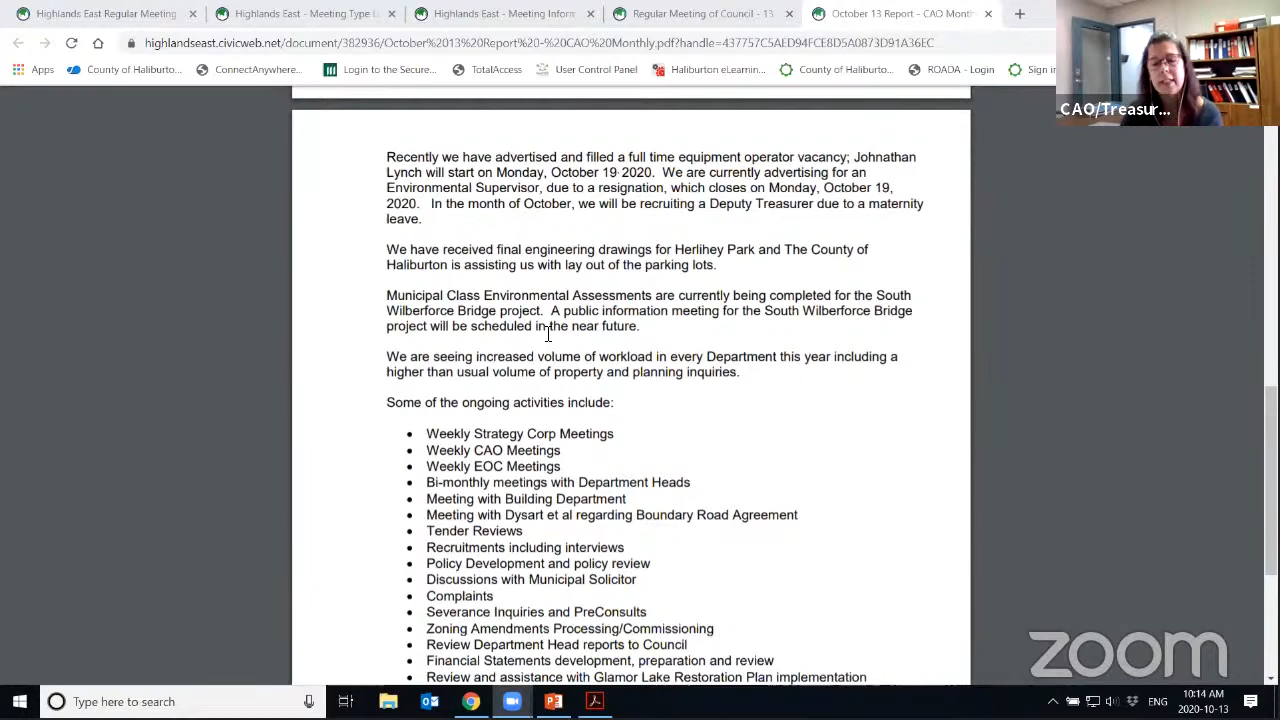 Highlands East Regular Meeting
Highlands East - Meeting Type Li
Highlands East - Meeting Inform
Regular Meeting of Council - 13
October 13 Report - CAO Month
highlandseast.civicweb.net/document/382936/October%2013%20Report%20-%20CAO%20Monthly.pdf?handle=437757C5AED94FCE8D5A0873D91A36EC
Apps
County of Haliburto...
ConnectAnywhere...
Login to the Secure...
TotalAccess
User Control Panel
Haliburton eLearnin...
County of Haliburto...
ROADA - Login
Sign in
CAO/Treasur...
Recently we have advertised and filled a full time equipment operator vacancy; Johnathan
Lynch will start on Monday, October 19 2020. We are currently advertising for an
Environmental Supervisor, due to a resignation, which closes on Monday, October 19,
2020. In the month of October, we will be recruiting a Deputy Treasurer due to a maternity
leave.
We have received final engineering drawings for Herlihey Park and The County of
Haliburton is assisting us with lay out of the parking lots.
Municipal Class Environmental Assessments are currently being completed for the South
Wilberforce Bridge project. A public information meeting for the South Wilberforce Bridge
project will be scheduled in the near future.
We are seeing increased volume of workload in every Department this year including a
higher than usual volume of property and planning inquiries.
Some of the ongoing activities include:
• Weekly Strategy Corp Meetings
• Weekly CAO Meetings
• Weekly EOC Meetings
• Bi-monthly meetings with Department Heads
• Meeting with Building Department
• Meeting with Dysart et al regarding Boundary Road Agreement
• Tender Reviews
• Recruitments including interviews
• Policy Development and policy review
• Discussions with Municipal Solicitor
• Complaints
• Severance Inquiries and PreConsults
• Zoning Amendments Processing/Commissioning
• Review Department Head reports to Council
• Financial Statements development, preparation and review
• Review and assistance with Glamor Lake Restoration Plan implementation
zoom
Type here to search
ENG
10:14 AM
2020-10-13